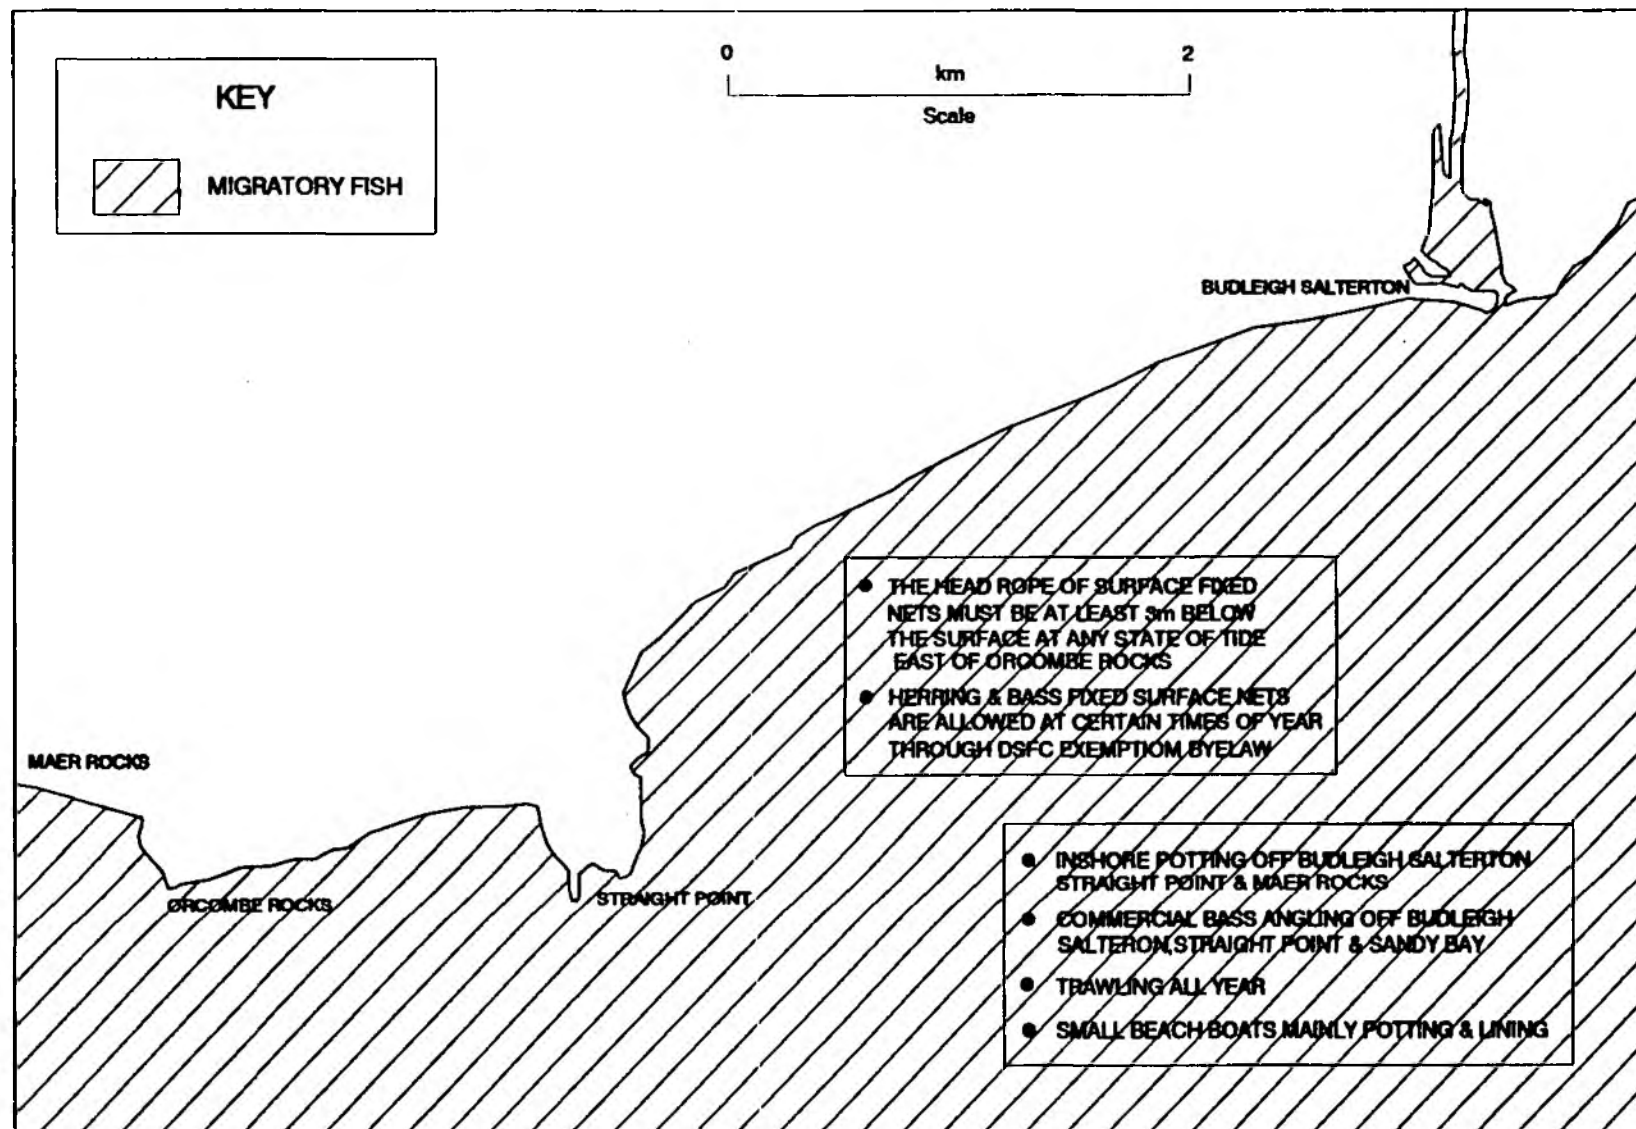 KEY
MIGRATORY FISH
0
2
km
Scale
BUDLEIGH SALTERTON
● THE HEAD ROPE OF SURFACE FIXED
NETS MUST BE AT LEAST 3m BELOW
THE SURFACE AT ANY STATE OF TIDE
EAST OF ORCOMBE ROCKS
● HERRING & BASS FIXED SURFACE NETS
ARE ALLOWED AT CERTAIN TIMES OF YEAR
THROUGH DSFC EXEMPTIOM BYELAW
MAER ROCKS
ORCOMBE ROCKS
STRAIGHT POINT
● INSHORE POTTING OFF BUDLEIGH SALTERTON
STRAIGHT POINT & MAER ROCKS
● COMMERCIAL BASS ANGLING OFF BUDLEIGH
SALTERON,STRAIGHT POINT & SANDY BAY
● TRAWLING ALL YEAR
● SMALL BEACH BOATS MAINLY POTTING & LINING